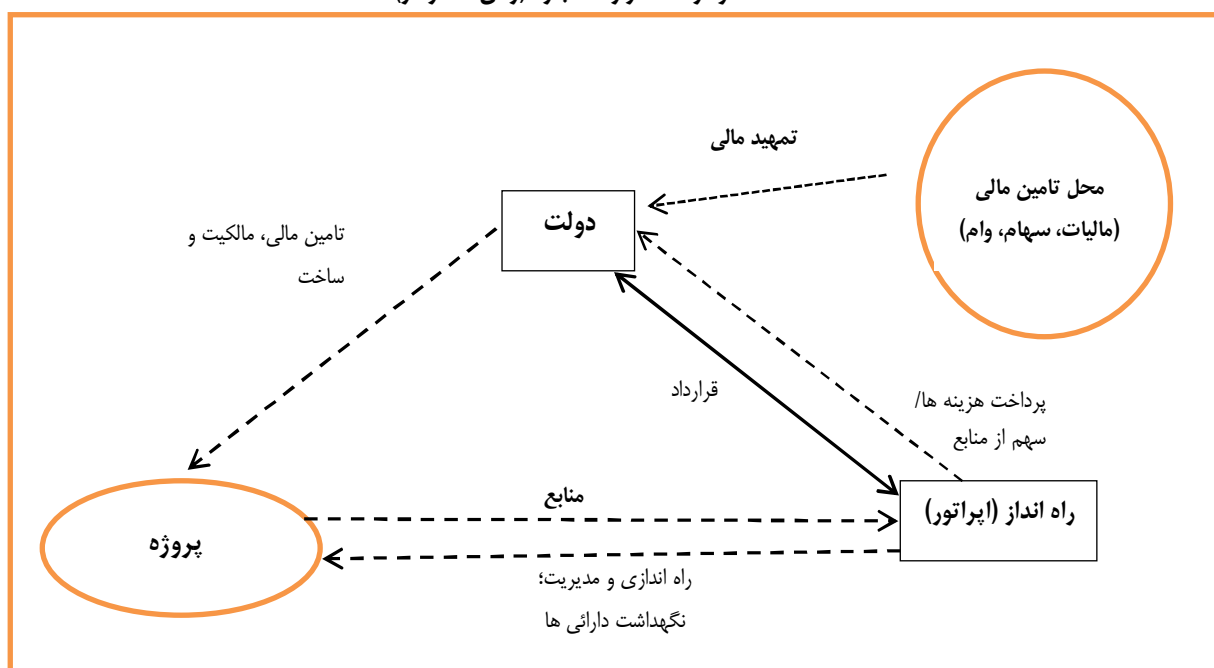 تمهید مالی
محل تامین مالی
(مالیات، سهام، وام)
دولت
تامین مالی، مالکیت و
ساخت
قرارداد
پرداخت هزینه ها/
سهم از منابع
منابع
راه انداز (اپراتور)
پروژه
راه اندازی و مدیریت؛
نگهداشت دارائی ها